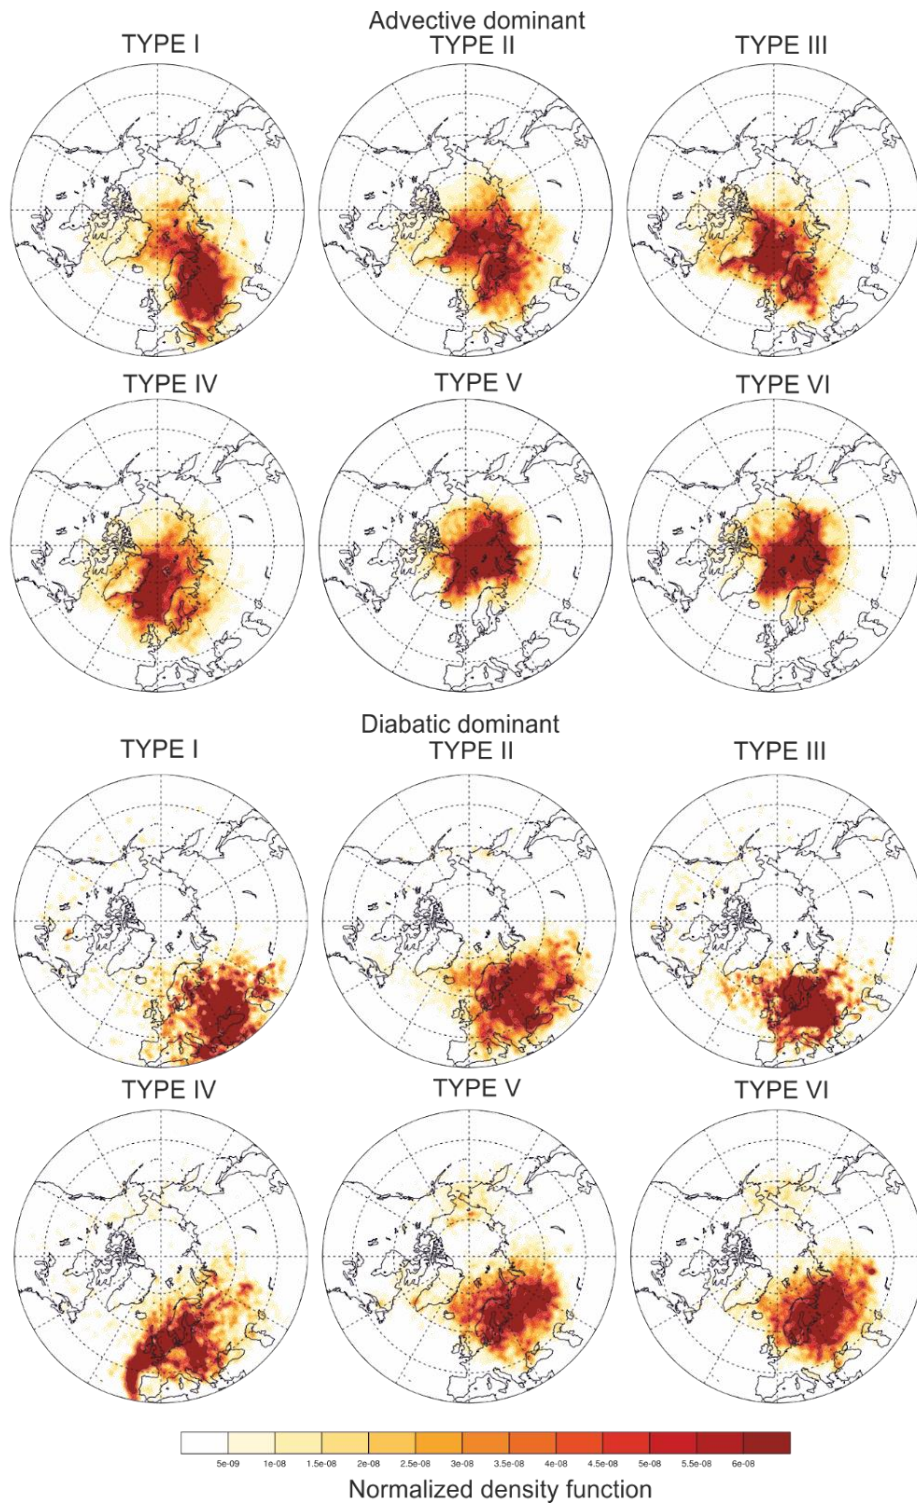 Advective dominant
TYPE I TYPE II TYPE III
TYPE IV TYPE V TYPE VI
Diabatic dominant
TYPE I TYPE II TYPE III
TYPE IV TYPE V TYPE VI
5e-09 1e-08 1.5e-08 2e-08 2.5e-08 3e-08 3.5e-08 4e-08 4.5e-08 5e-08 5.5e-08 6e-08
Normalized density function